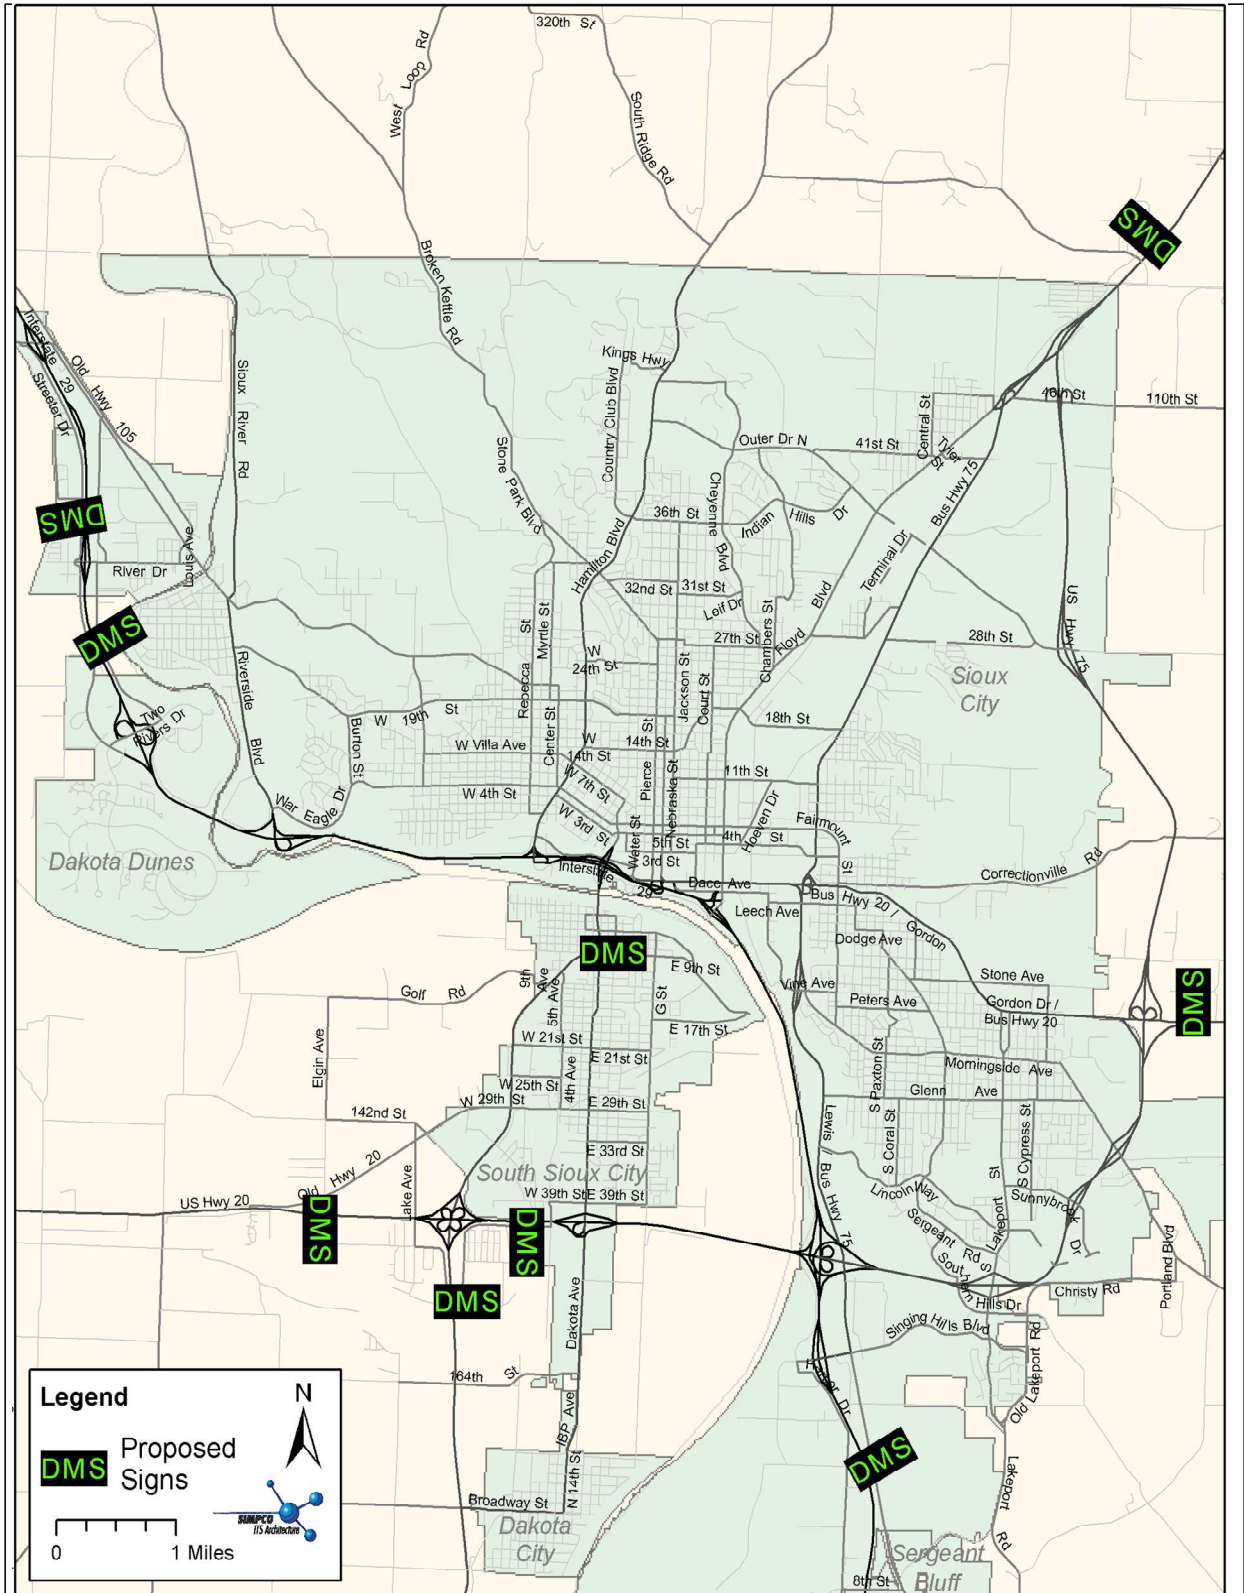 320th St
West Loop Rd
South Ridge Rd
DMS
Broken Kettle Rd
Interstate 29
Old Hwy 105
Streeter Dr
Sioux River Rd
Kings Hwy
Country Club Blvd
Stone Park Blvd
Hamilton Blvd
46th St
110th St
Central St
Tyler St
Outer Dr N
41st St
Bus Hwy 75
Cheyenne Blvd
DMS
36th St
Indian Hills Dr
Terminal Dr
Louis Ave
River Dr
32nd St
31st St
Leif Dr
Blvd
US Hwy 75
DMS
Rebecca St
Myrtle St
27th St
Chambers St
Floyd
28th St
W 24th St
Jackson St
Court St
Sioux City
Riverside Blvd
Two Rivers Dr
Burton St
W 19th St
Center St
18th St
W Villa Ave
W 14th St
14th St
Pierce St
Nebraska St
W 7th St
11th St
W 4th St
War Eagle Dr
W 3rd St
Water St
5th St
4th St
Hoeven Dr
Fairmount St
3rd St
Dakota Dunes
Interstate 29
Dace Ave
Correctionville Rd
Leech Ave
Bus Hwy 20 / Gordon
Dodge Ave
DMS
E 9th St
9th Ave
5th Ave
Golf Rd
G St
Vine Ave
Peters Ave
Stone Ave
Gordon Dr /
Bus Hwy 20
DMS
E 17th St
W 21st St
E 21st St
Elgin Ave
4th Ave
S Paxton St
Morningside Ave
Glenn Ave
W 25th St
W 29th St
E 29th St
142nd St
Lewis / Bus Hwy 75
S Coral St
S Cypress St
E 33rd St
South Sioux City
Old Hwy 20
US Hwy 20
Lake Ave
W 39th St
E 39th St
Lincoln Way
Sunnybrook Dr
Lakeport St
Sergeant Rd
S
DMS
DMS
Southern Hills Dr
Christy Rd
Portland Blvd
DMS
Dakota Ave
Singing Hills Blvd
Harbor Dr
Old Lakeport Rd
164th St
IBP Ave
N 14th St
DMS
Lakeport Rd
Broadway St
Dakota City
Sergeant Bluff
8th St
Legend
N
DMS
Proposed
Signs
SIMPCO
ITS Architecture
0
1 Miles